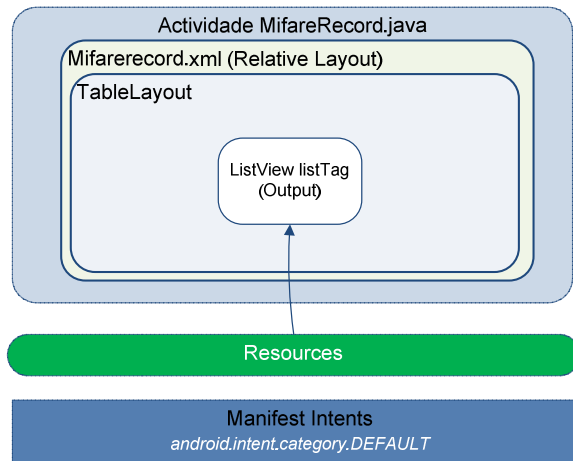 Actividade MifareRecord.java
Mifarerecord.xml (Relative Layout)
TableLayout
ListView listTag
(Output)
Resources
Manifest Intents
android.intent.category.DEFAULT